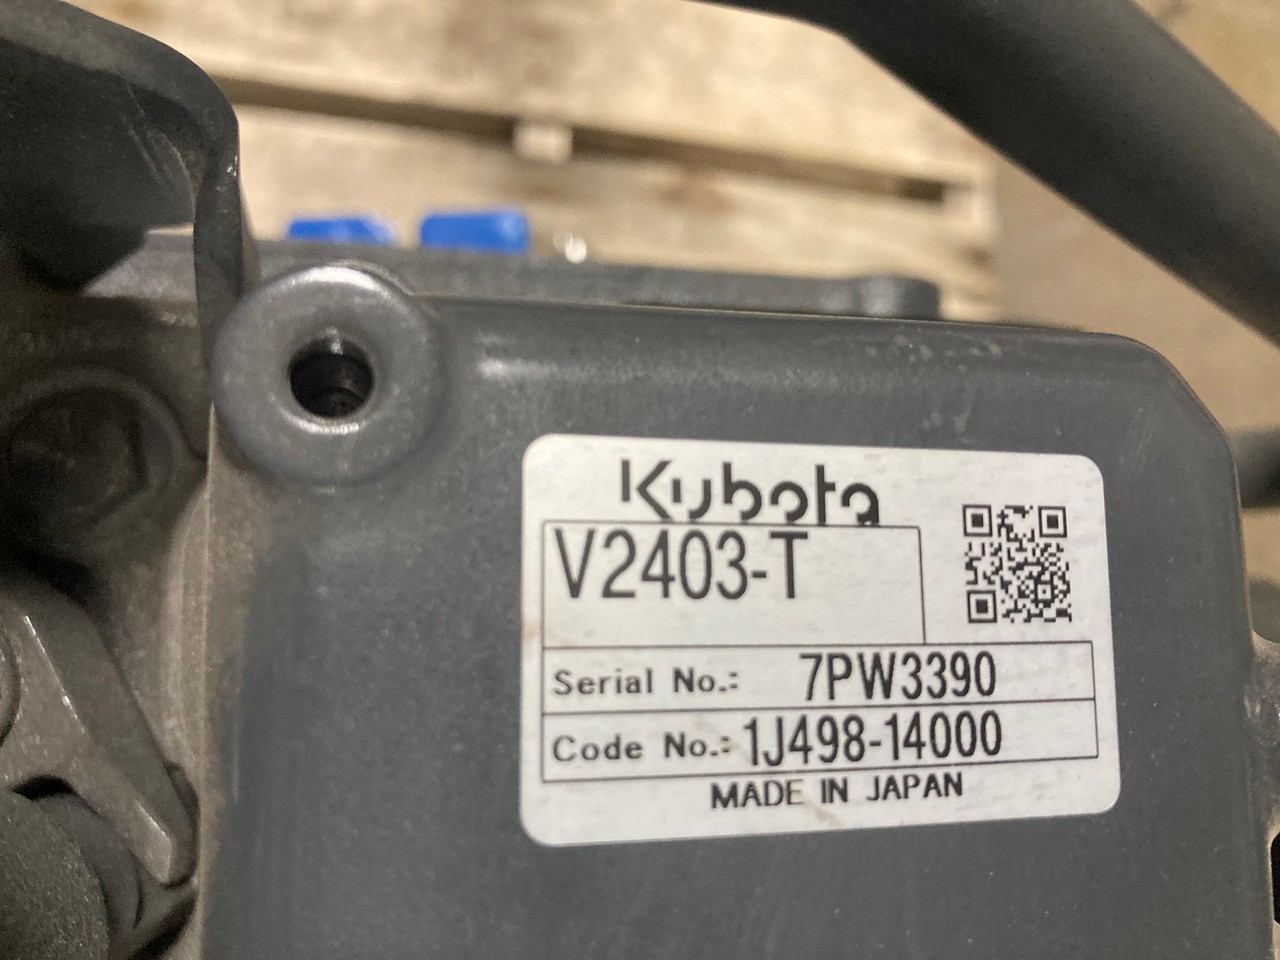 Kubota
V2403-T
Serial No.: 7PW3390
Code No.: 1J498-14000
MADE IN JAPAN